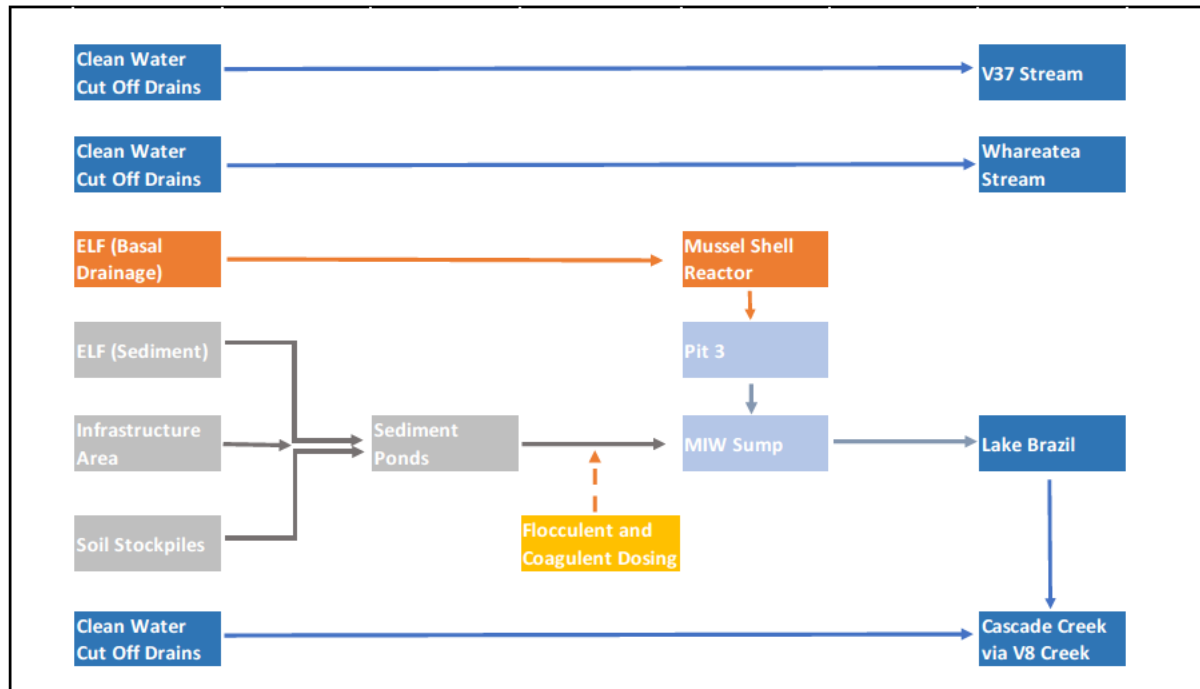 Clean Water
Cut Off Drains
V37 Stream
Clean Water
Cut Off Drains
Whareatea
Stream
ELF (Basal
Drainage)
Mussel Shell
Reactor
ELF (Sediment)
Pit 3
Infrastructure
Area
Sediment
Ponds
MIW Sump
Lake Brazil
Soil Stockpiles
Flocculent and
Coagulent Dosing
Clean Water
Cut Off Drains
Cascade Creek
via V8 Creek